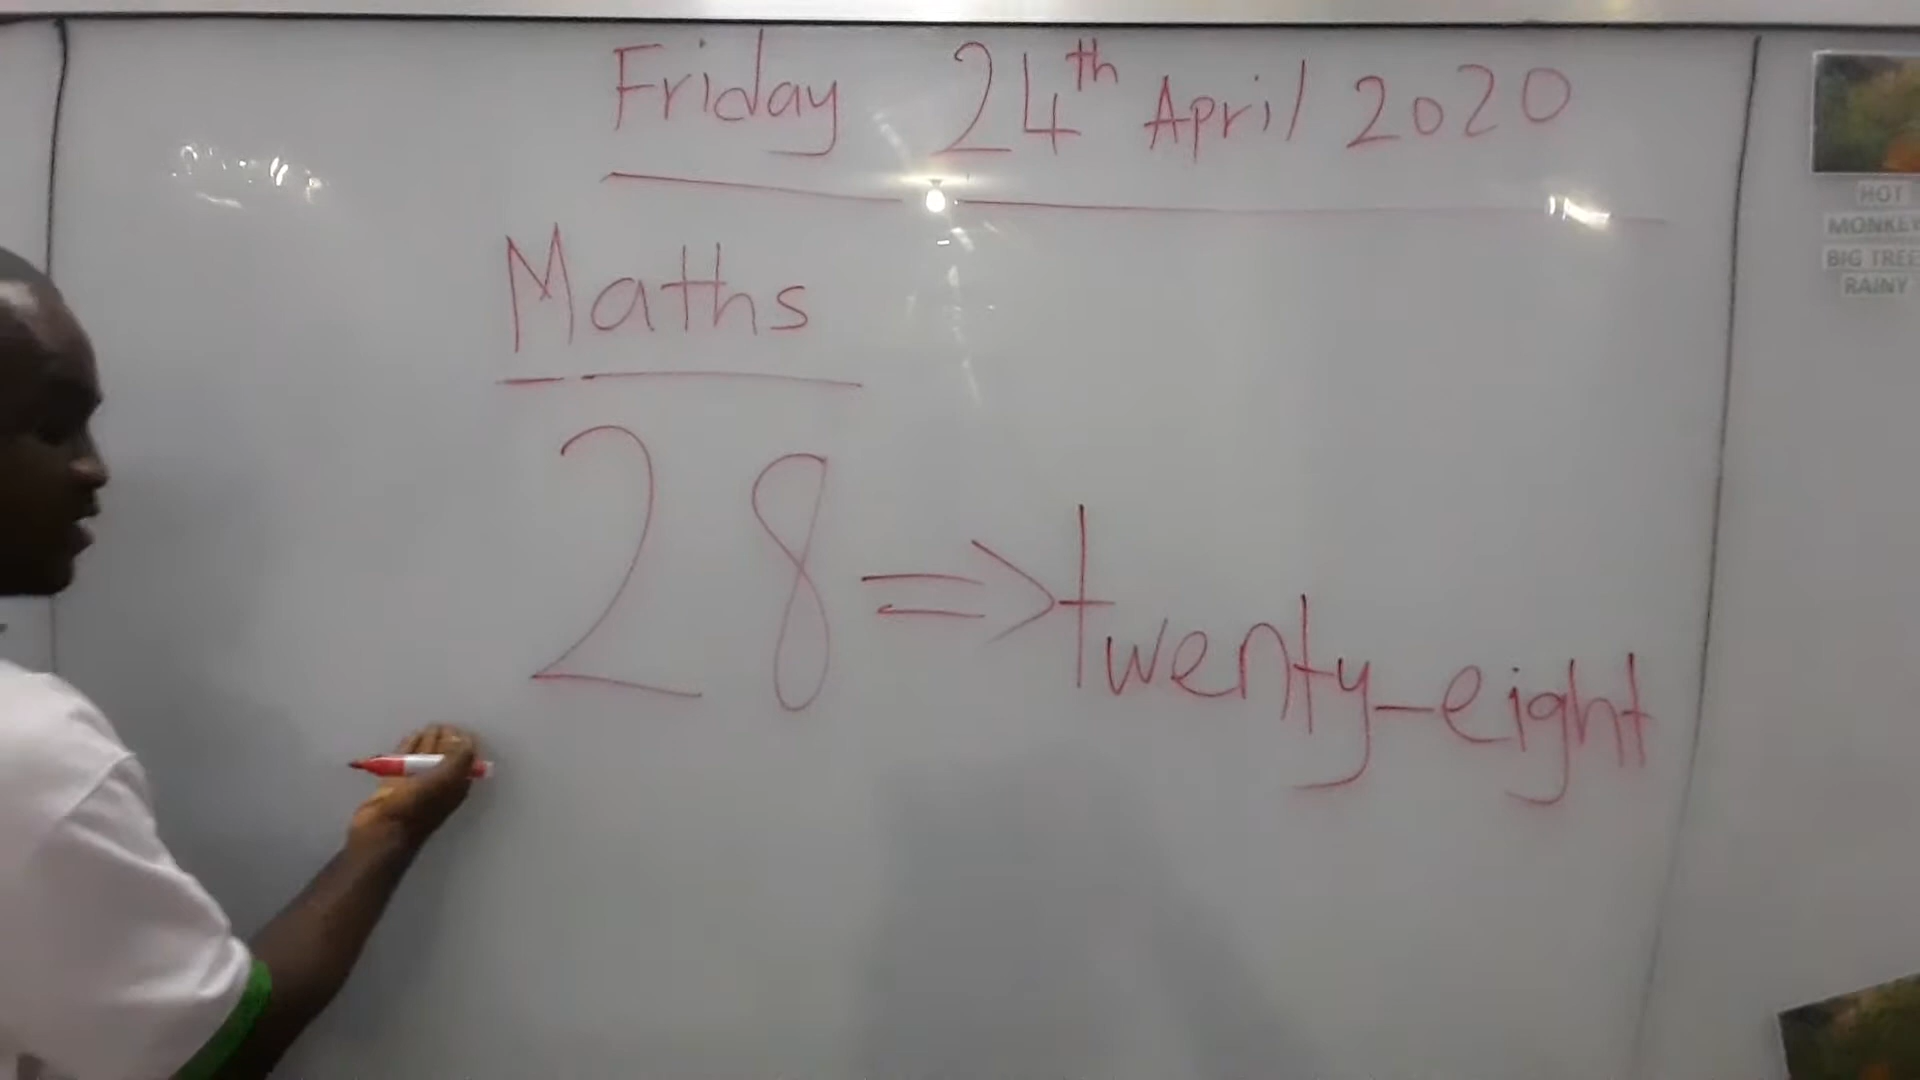 Friday 24th April 2020
Maths
28 => twenty-eight
HOT
MONKEY
BIG TREE
RAINY